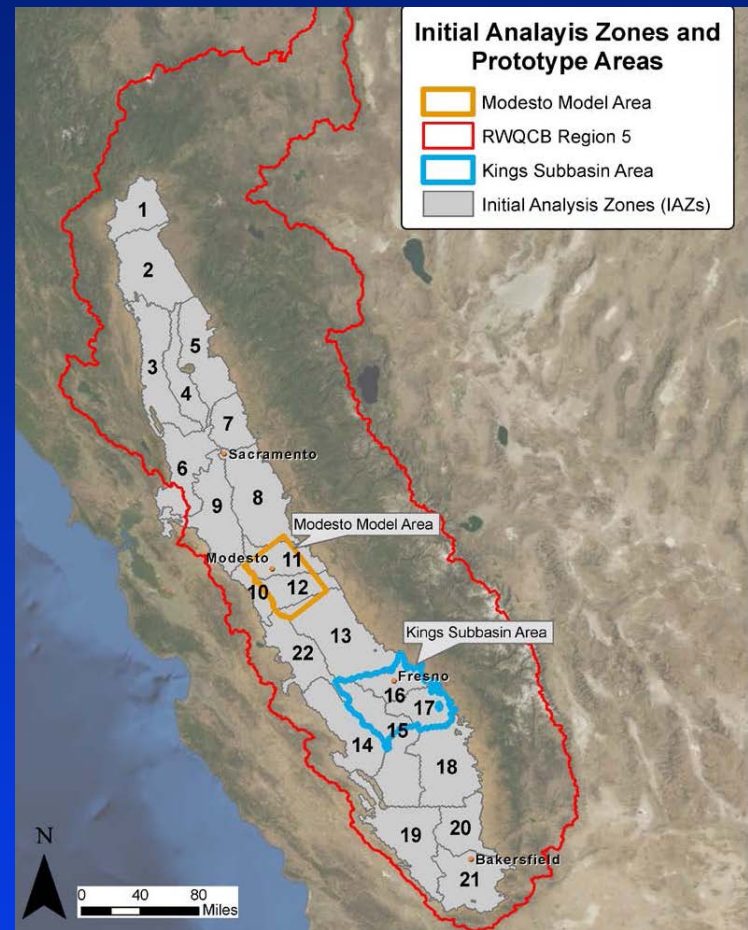 Initial Analayis Zones and
Prototype Areas
Modesto Model Area
RWQCB Region 5
Kings Subbasin Area
Initial Analysis Zones (IAZs)
1
2
5
3
4
7
Sacramento
6
8
9
Modesto Model Area
Modesto
11
10
12
13
Kings Subbasin Area
22
Fresno
16
17
15
14
18
19
20
Bakersfield
21
N
0 40 80
Miles